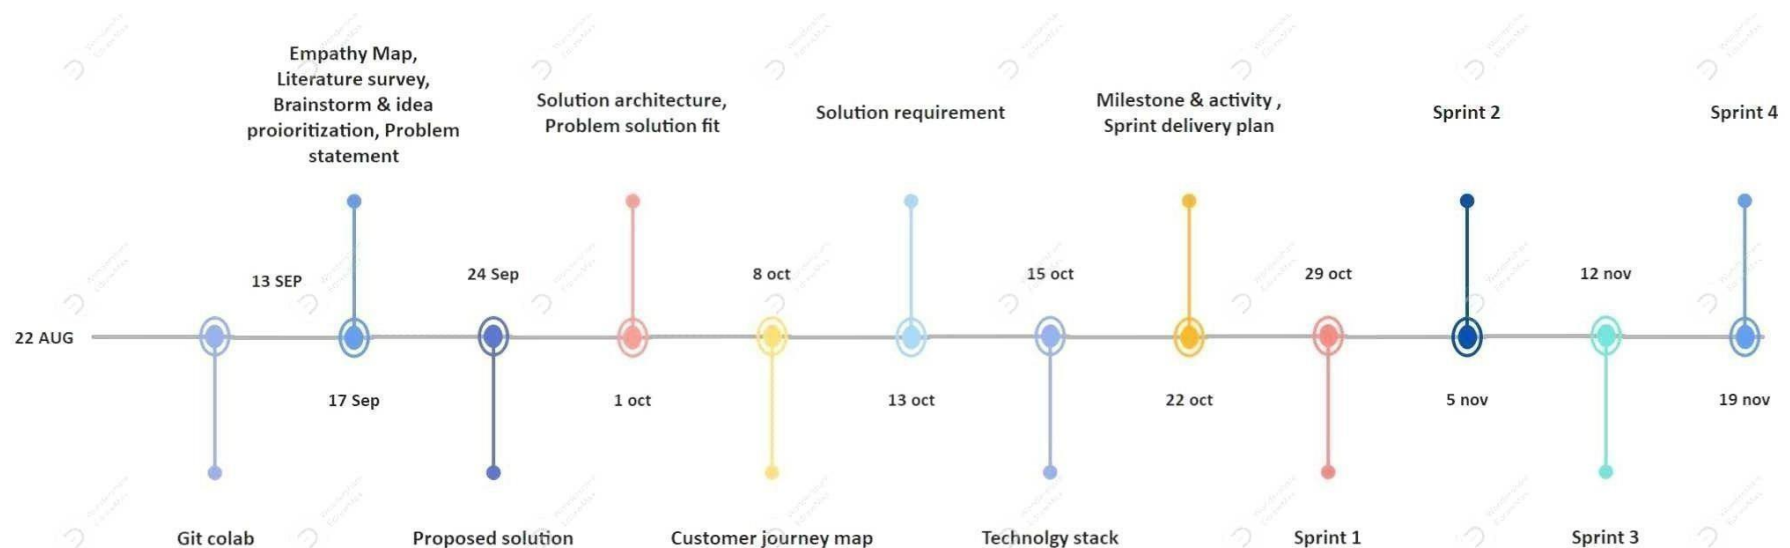 Empathy Map,
Literature survey,
Brainstorm & idea
proioritization, Problem
statement
Solution architecture,
Problem solution fit
Solution requirement
Milestone & activity ,
Sprint delivery plan
Sprint 2
Sprint 4
13 SEP
24 Sep
8 oct
15 oct
29 oct
12 nov
22 AUG
17 Sep
1 oct
13 oct
22 oct
5 nov
19 nov
Git colab
Proposed solution
Customer journey map
Technolgy stack
Sprint 1
Sprint 3